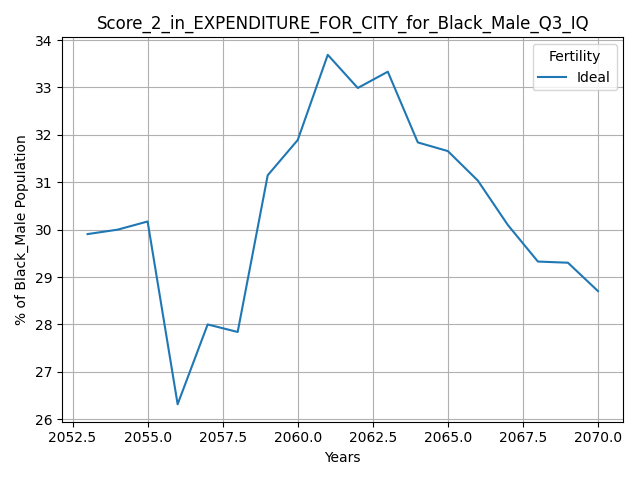 Score_2_in_EXPENDITURE_FOR_CITY_for_Black_Male_Q3_IQ
Fertility
Ideal
% of Black_Male Population
34
33
32
31
30
29
28
27
26
2052.5 2055.0 2057.5 2060.0 2062.5 2065.0 2067.5 2070.0
Years